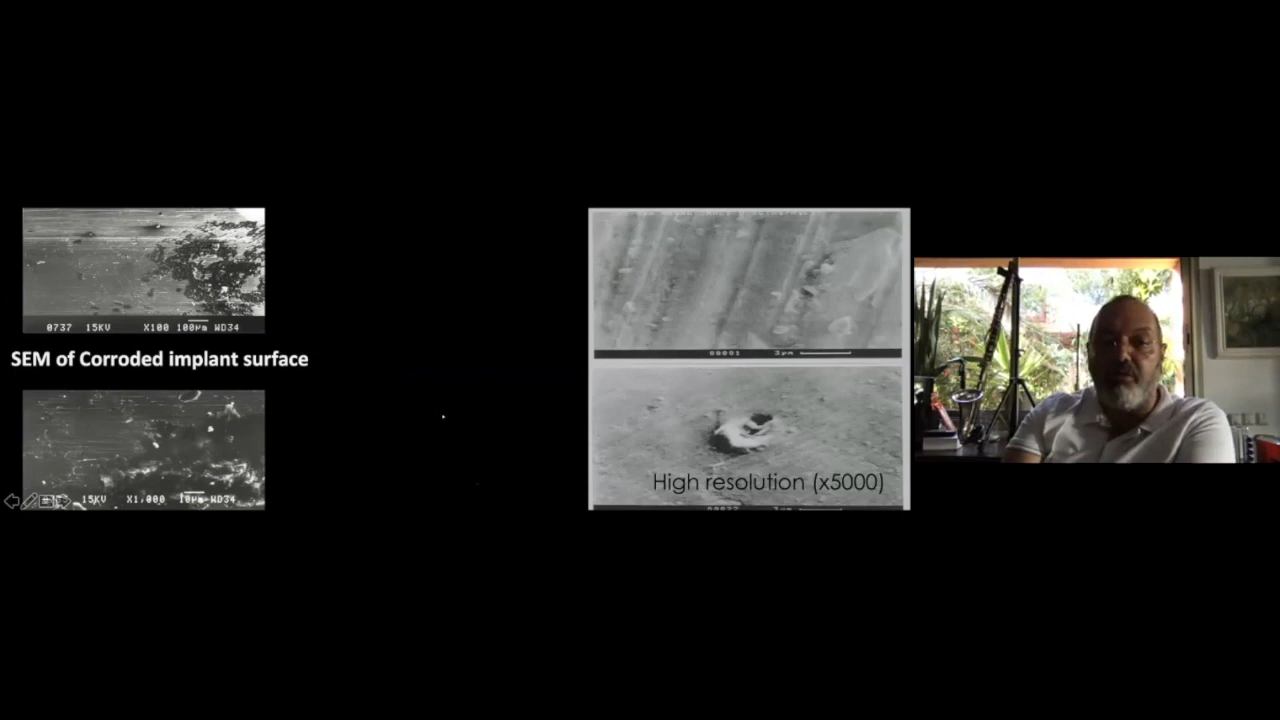 0737 15KV X100 100µm WD34
SEM of Corroded implant surface
15KV X1,000 10µm WD34
00001 3µm
High resolution (x5000)